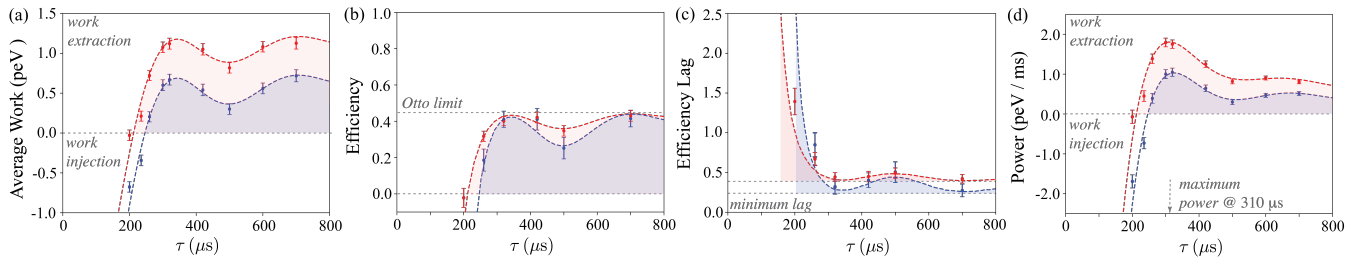 (a)
Average Work (peV )
1.5
1.0
0.5
0.0
-0.5
-1.0
work
extraction
work
injection
0
200
400
600
800
τ (μs)
(b)
Efficiency
1.0
0.8
0.6
0.4
0.2
0.0
Otto limit
0
200
400
600
800
τ (μs)
(c)
Efficiency Lag
2.5
2.0
1.5
1.0
0.5
0.0
minimum lag
0
200
400
600
800
τ (μs)
(d)
Power (peV / ms)
2.0
1.0
0.0
-1.0
-2.0
work
extraction
work
injection
maximum
power @ 310 μs
0
200
400
600
800
τ (μs)